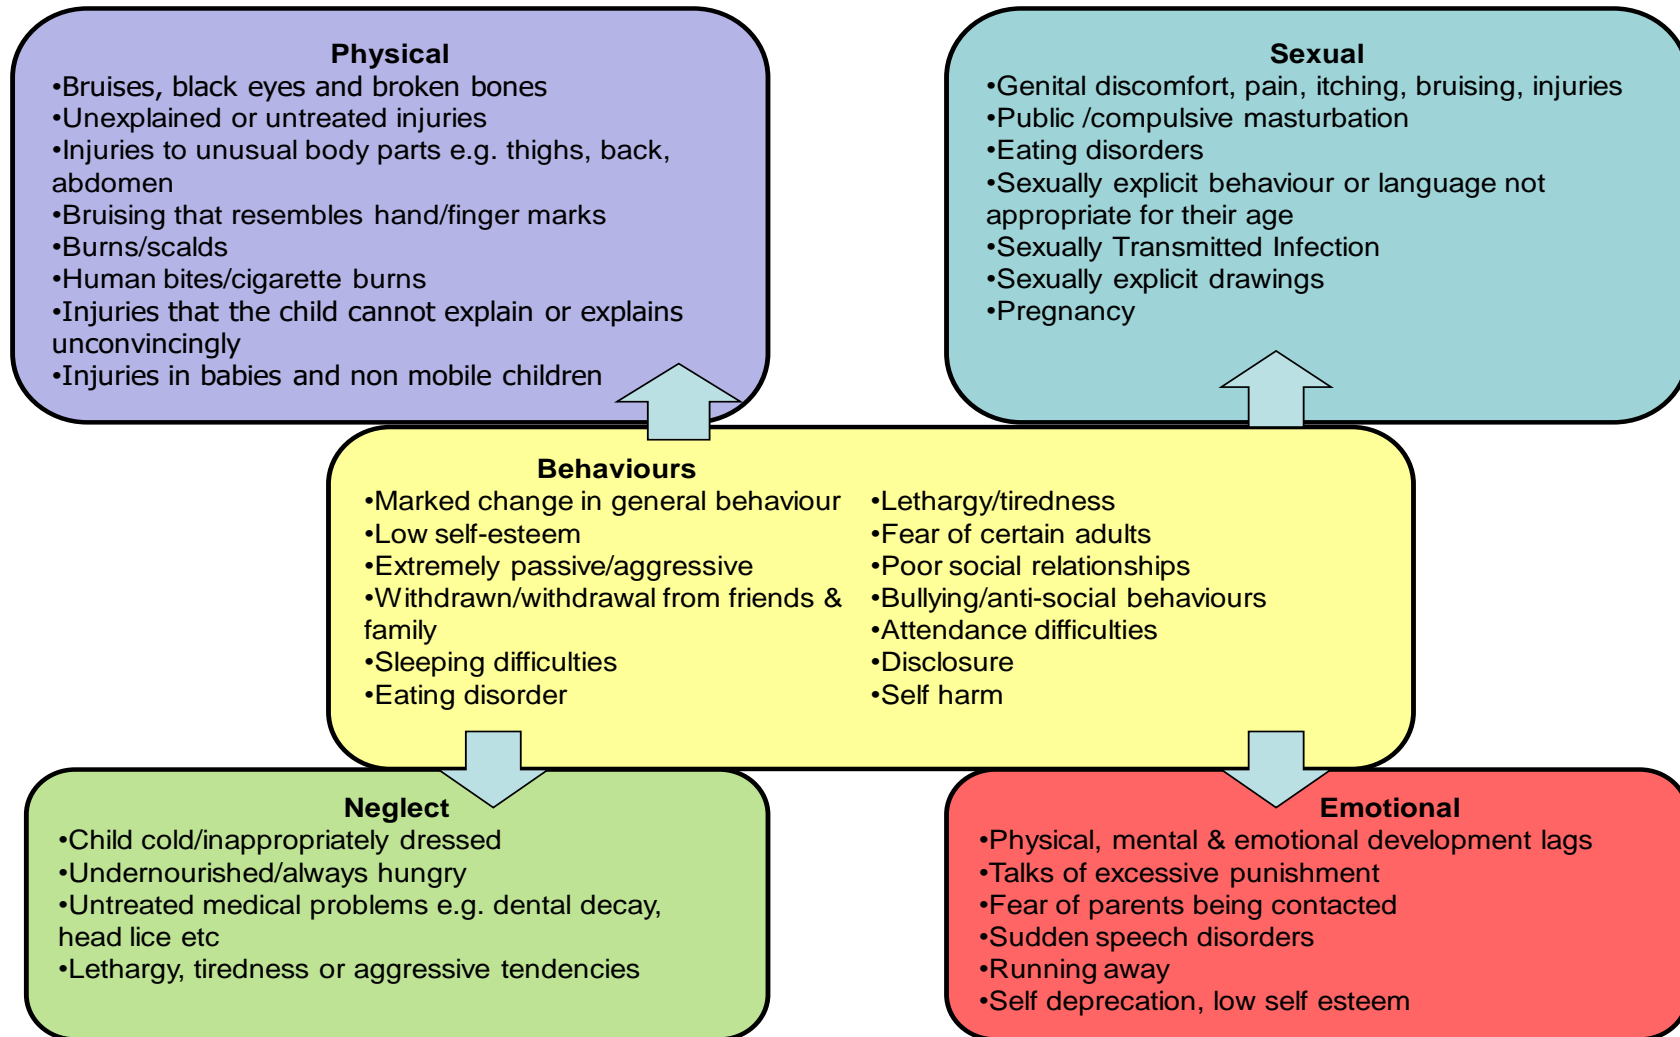 Physical
•Bruises, black eyes and broken bones
•Unexplained or untreated injuries
•Injuries to unusual body parts e.g. thighs, back,
abdomen
•Bruising that resembles hand/finger marks
•Burns/scalds
•Human bites/cigarette burns
•Injuries that the child cannot explain or explains
unconvincingly
•Injuries in babies and non mobile children
Sexual
•Genital discomfort, pain, itching, bruising, injuries
•Public /compulsive masturbation
•Eating disorders
•Sexually explicit behaviour or language not
appropriate for their age
•Sexually Transmitted Infection
•Sexually explicit drawings
•Pregnancy
Behaviours
•Marked change in general behaviour
•Low self-esteem
•Extremely passive/aggressive
•Withdrawn/withdrawal from friends &
family
•Sleeping difficulties
•Eating disorder
•Lethargy/tiredness
•Fear of certain adults
•Poor social relationships
•Bullying/anti-social behaviours
•Attendance difficulties
•Disclosure
•Self harm
Neglect
•Child cold/inappropriately dressed
•Undernourished/always hungry
•Untreated medical problems e.g. dental decay,
head lice etc
•Lethargy, tiredness or aggressive tendencies
Emotional
•Physical, mental & emotional development lags
•Talks of excessive punishment
•Fear of parents being contacted
•Sudden speech disorders
•Running away
•Self deprecation, low self esteem